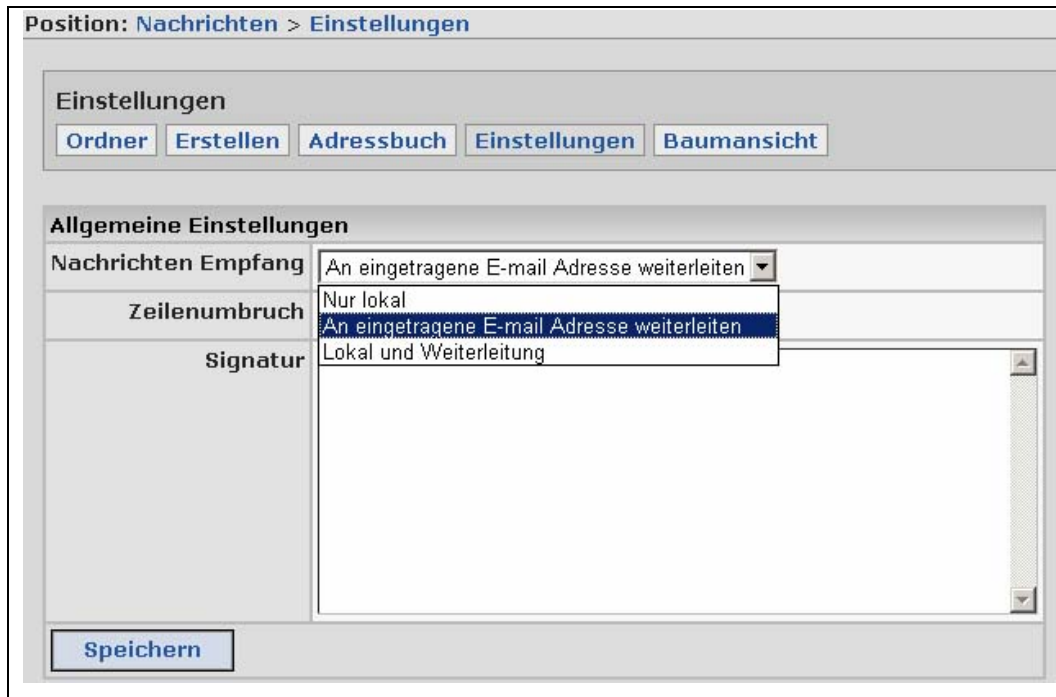 Position: Nachrichten > Einstellungen
Einstellungen
Ordner Erstellen Adressbuch Einstellungen Baumansicht
Allgemeine Einstellungen
Nachrichten Empfang An eingetragene E-mail Adresse weiterleiten
Nur lokal
Zeilenumbruch
An eingetragene E-mail Adresse weiterleiten
Lokal und Weiterleitung
Signatur
Speichern